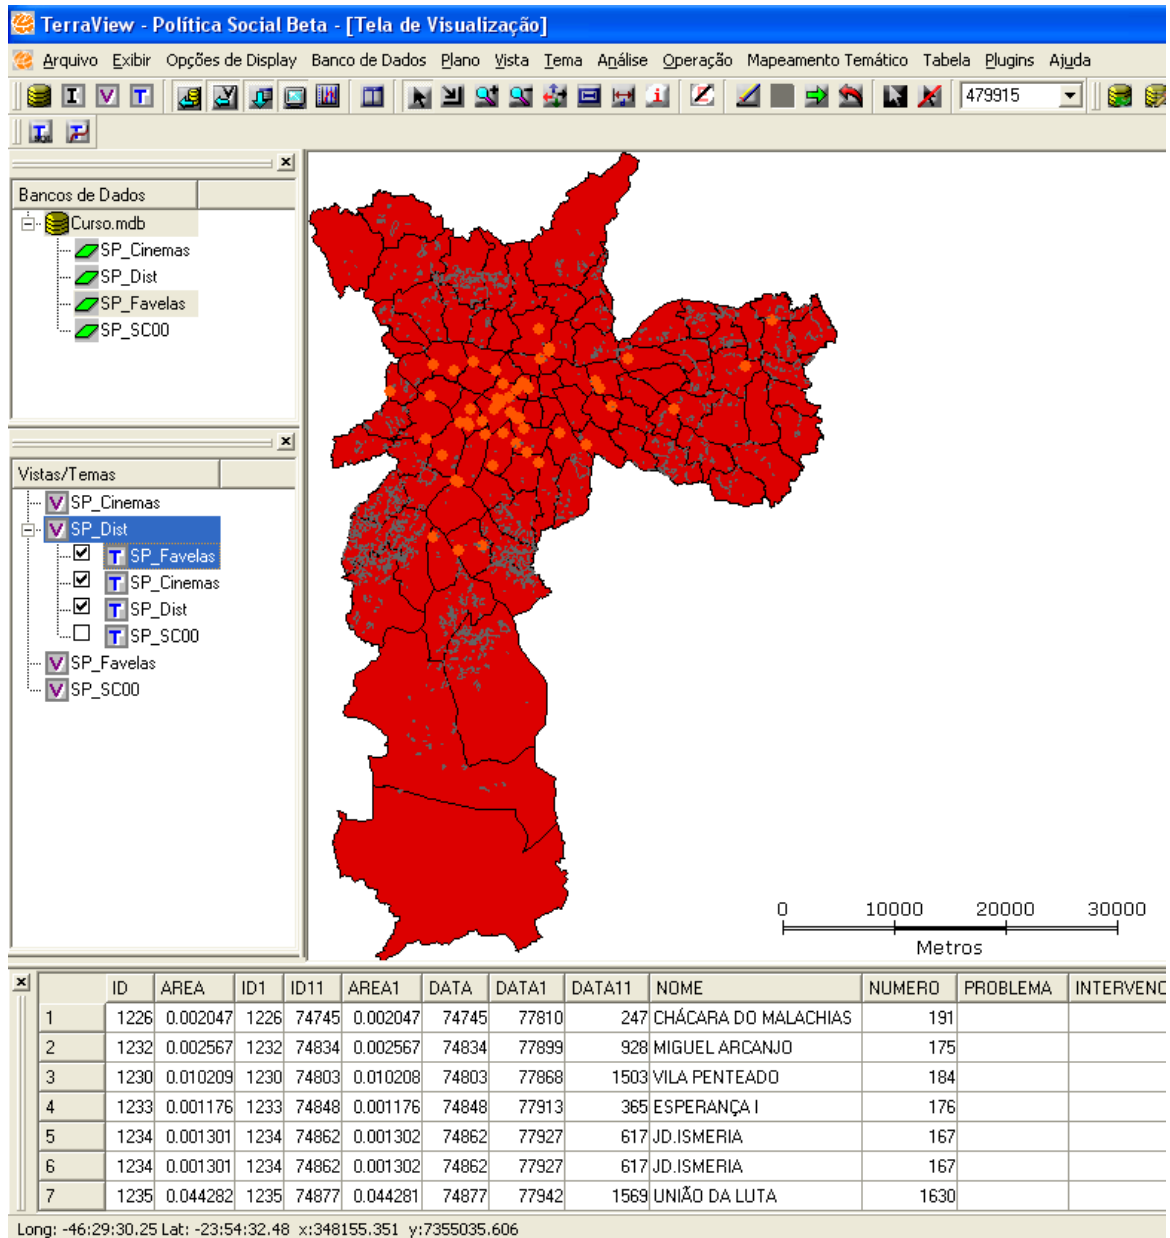 TerraView - Política Social Beta - [Tela de Visualização]
Arquivo Exibir Opções de Display Banco de Dados Plano Vista Tema Análise Operação Mapeamento Temático Tabela Plugins Ajuda
I V T 479915
Bancos de Dados
Curso.mdb
SP_Cinemas
SP_Dist
SP_Favelas
SP_SC00
Vistas/Temas
V SP_Cinemas
V SP_Dist
T SP_Favelas
T SP_Cinemas
T SP_Dist
T SP_SC00
V SP_Favelas
V SP_SC00
0 10000 20000 30000
Metros
ID AREA ID1 ID11 AREA1 DATA DATA1 DATA11 NOME NUMERO PROBLEMA INTERVENC
1 1226 0.002047 1226 74745 0.002047 74745 77810 247 CHÁCARA DO MALACHIAS 191
2 1232 0.002567 1232 74834 0.002567 74834 77899 928 MIGUEL ARCANJO 175
3 1230 0.010209 1230 74803 0.010208 74803 77868 1503 VILA PENTEADO 184
4 1233 0.001176 1233 74848 0.001176 74848 77913 365 ESPERANÇA I 176
5 1234 0.001301 1234 74862 0.001302 74862 77927 617 JD.ISMERIA 167
6 1234 0.001301 1234 74862 0.001302 74862 77927 617 JD.ISMERIA 167
7 1235 0.044282 1235 74877 0.044281 74877 77942 1569 UNIÃO DA LUTA 1630
Long: -46:29:30.25 Lat: -23:54:32.48 x:348155.351 y:7355035.606